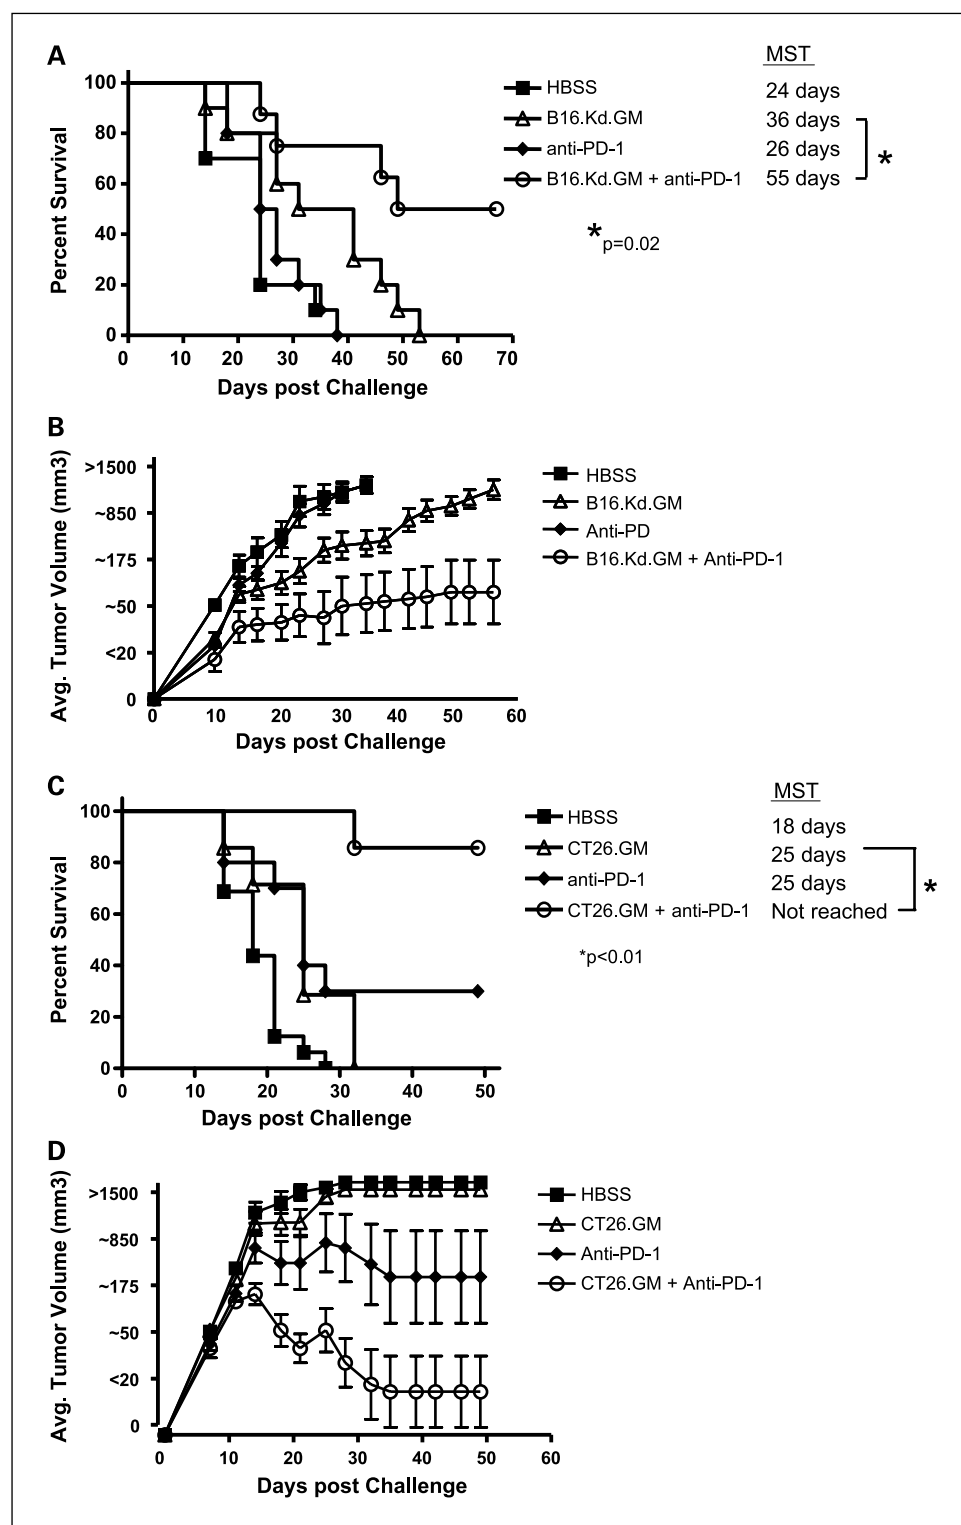 A
MST
100
80
60
40
20
0
Percent Survival
0 10 20 30 40 50 60 70
Days post Challenge
HBSS 24 days
B16.Kd.GM 36 days
anti-PD-1 26 days
B16.Kd.GM + anti-PD-1 55 days
*
*p=0.02
B
>1500
~850
~175
~50
<20
0
Avg. Tumor Volume (mm3)
0 10 20 30 40 50 60
Days post Challenge
HBSS
B16.Kd.GM
Anti-PD
B16.Kd.GM + Anti-PD-1
C
MST
100
80
60
40
20
0
Percent Survival
0 10 20 30 40 50
Days post Challenge
HBSS 18 days
CT26.GM 25 days
anti-PD-1 25 days
CT26.GM + anti-PD-1 Not reached
*
*p<0.01
D
>1500
~850
~175
~50
<20
0
Avg. Tumor Volume (mm3)
0 10 20 30 40 50 60
Days post Challenge
HBSS
CT26.GM
Anti-PD-1
CT26.GM + Anti-PD-1